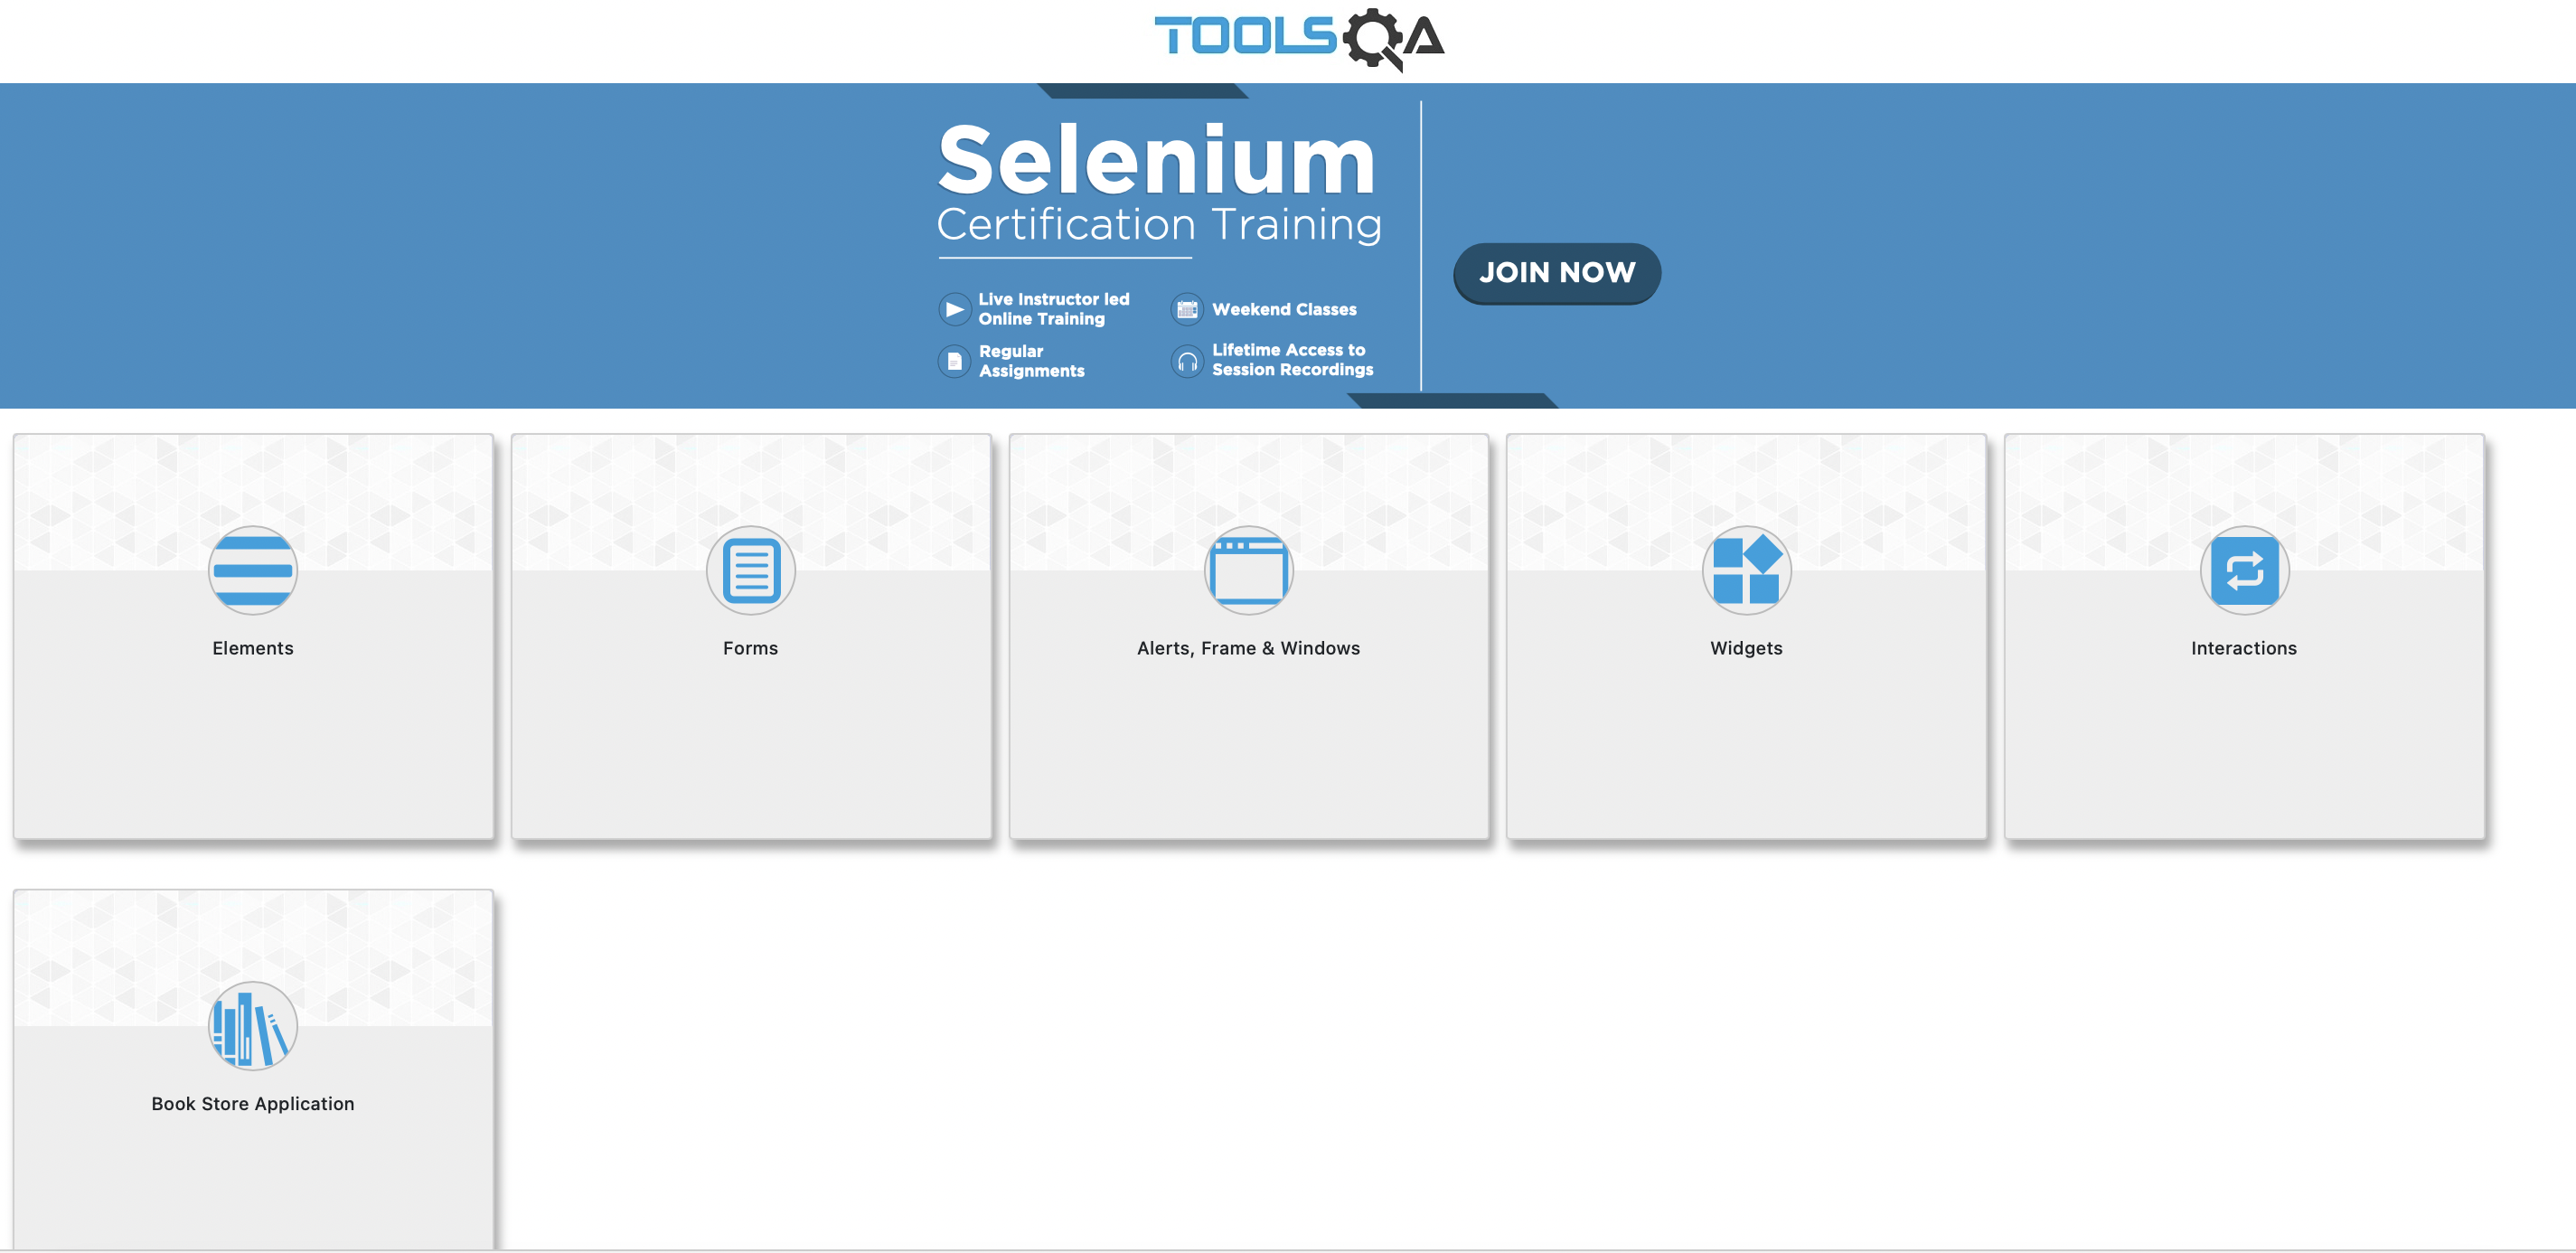 TOOLSQA
Selenium
Certification Training
JOIN NOW
Live Instructor led
Online Training
Weekend Classes
Regular
Assignments
Lifetime Access to
Session Recordings
Elements
Forms
Alerts, Frame & Windows
Widgets
Interactions
Book Store Application